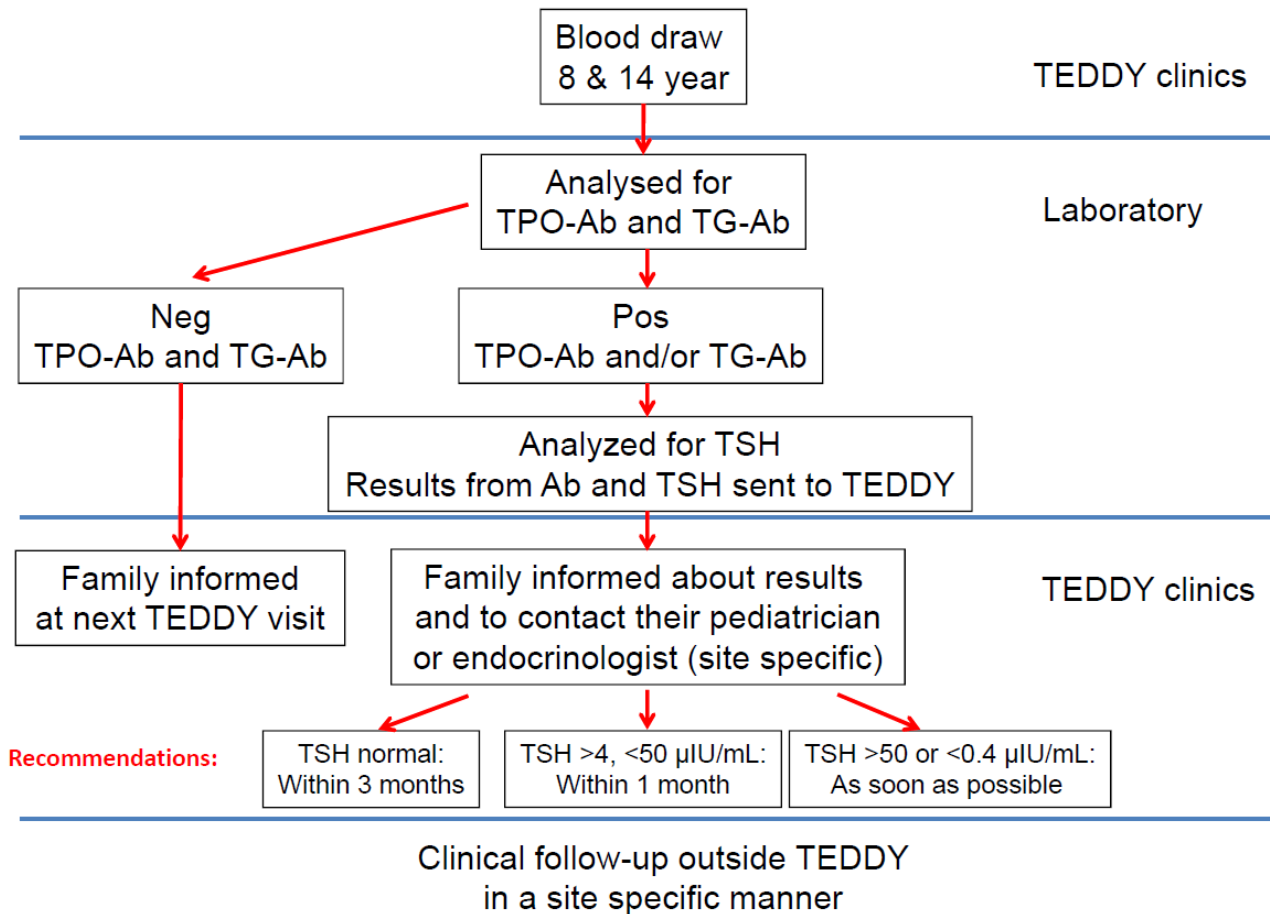 Blood draw
8 & 14 year
TEDDY clinics
Analysed for
TPO-Ab and TG-Ab
Laboratory
Neg
TPO-Ab and TG-Ab
Pos
TPO-Ab and/or TG-Ab
Analyzed for TSH
Results from Ab and TSH sent to TEDDY
Family informed
at next TEDDY visit
Family informed about results
and to contact their pediatrician
or endocrinologist (site specific)
TEDDY clinics
Recommendations:
TSH normal:
Within 3 months
TSH >4, <50 µIU/mL:
Within 1 month
TSH >50 or <0.4 µIU/mL:
As soon as possible
Clinical follow-up outside TEDDY
in a site specific manner